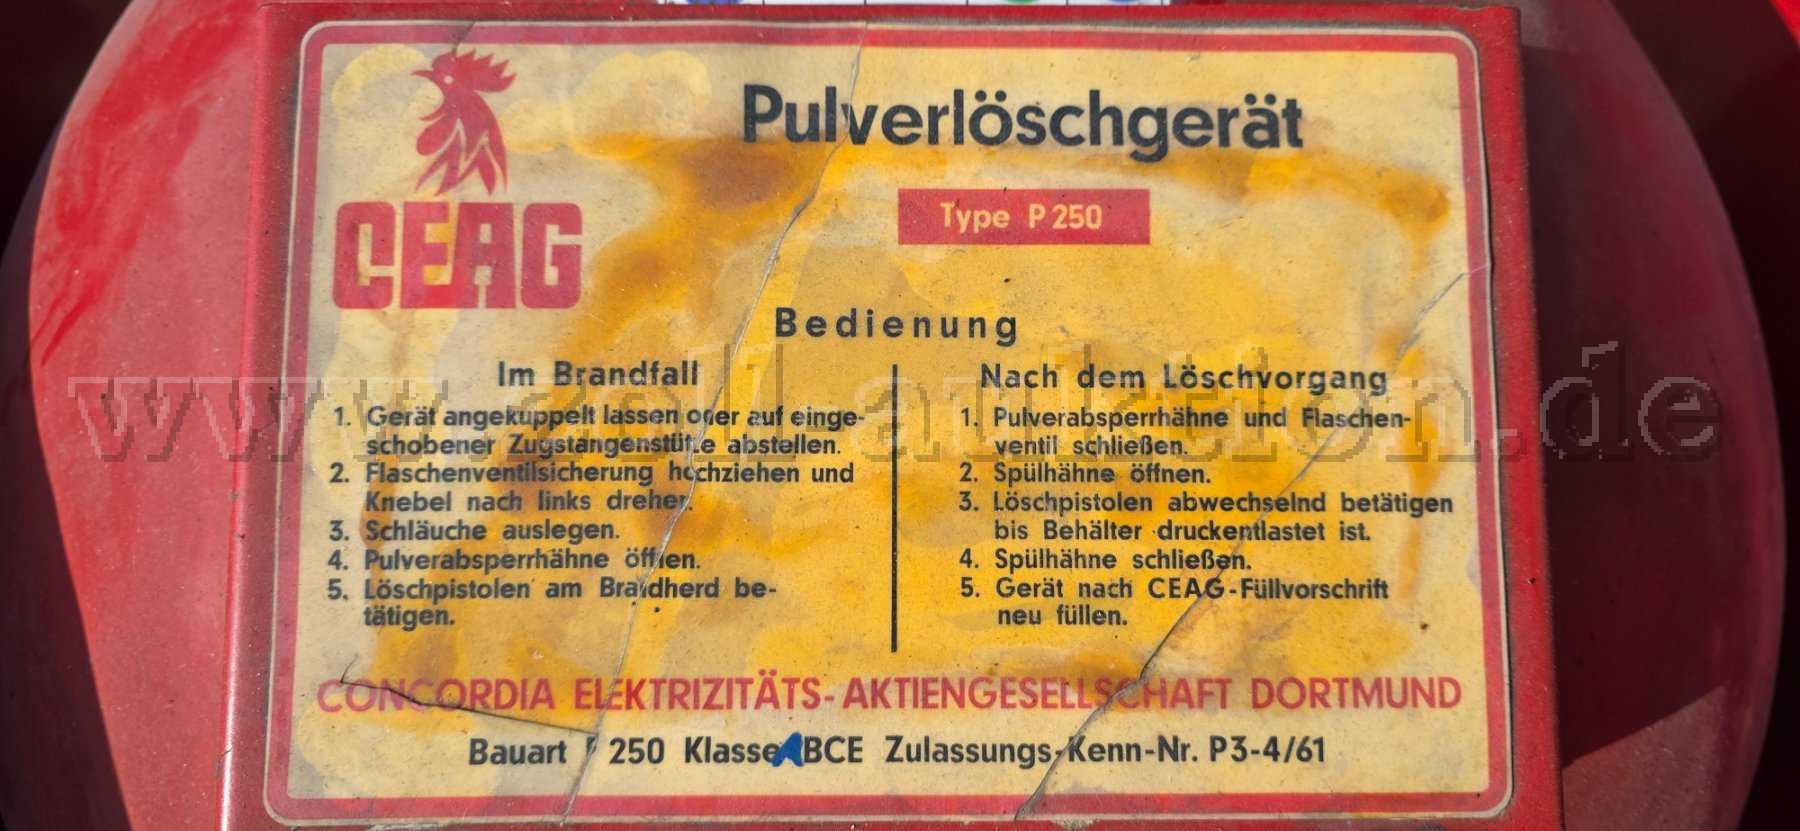 CEAG
Pulverlöschgerät
Type P 250
Bedienung
Im Brandfall
1. Gerät angekuppelt lassen oder auf einge-
schobener Zugstangenstütze abstellen.
2. Flaschenventilsicherung hochziehen und
Knebel nach links drehen.
3. Schläuche auslegen.
4. Pulverabsperrhähne öffnen.
5. Löschpistolen am Brandherd be-
tätigen.
Nach dem Löschvorgang
1. Pulverabsperrhähne und Flaschen-
ventil schließen.
2. Spülhähne öffnen.
3. Löschpistolen abwechselnd betätigen
bis Behälter druckentlastet ist.
4. Spülhähne schließen.
5. Gerät nach CEAG-Füllvorschrift
neu füllen.
CONCORDIA ELEKTRIZITÄTS-AKTIENGESELLSCHAFT DORTMUND
Bauart P 250 Klasse ABCE Zulassungs-Kenn-Nr. P3-4/61
www.zoll-auktion.de